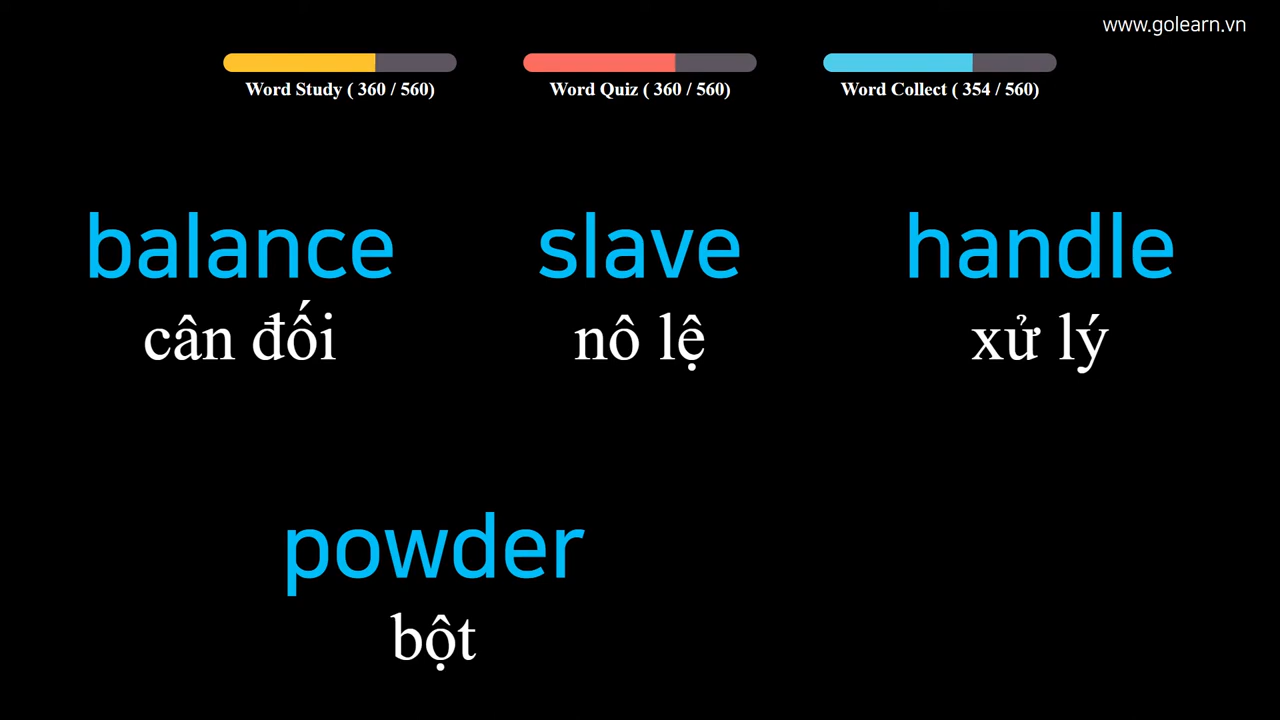 www.golearn.vn
Word Study ( 360 / 560)
Word Quiz ( 360 / 560)
Word Collect ( 354 / 560)
balance
cân đối
slave
nô lệ
handle
xử lý
powder
bột